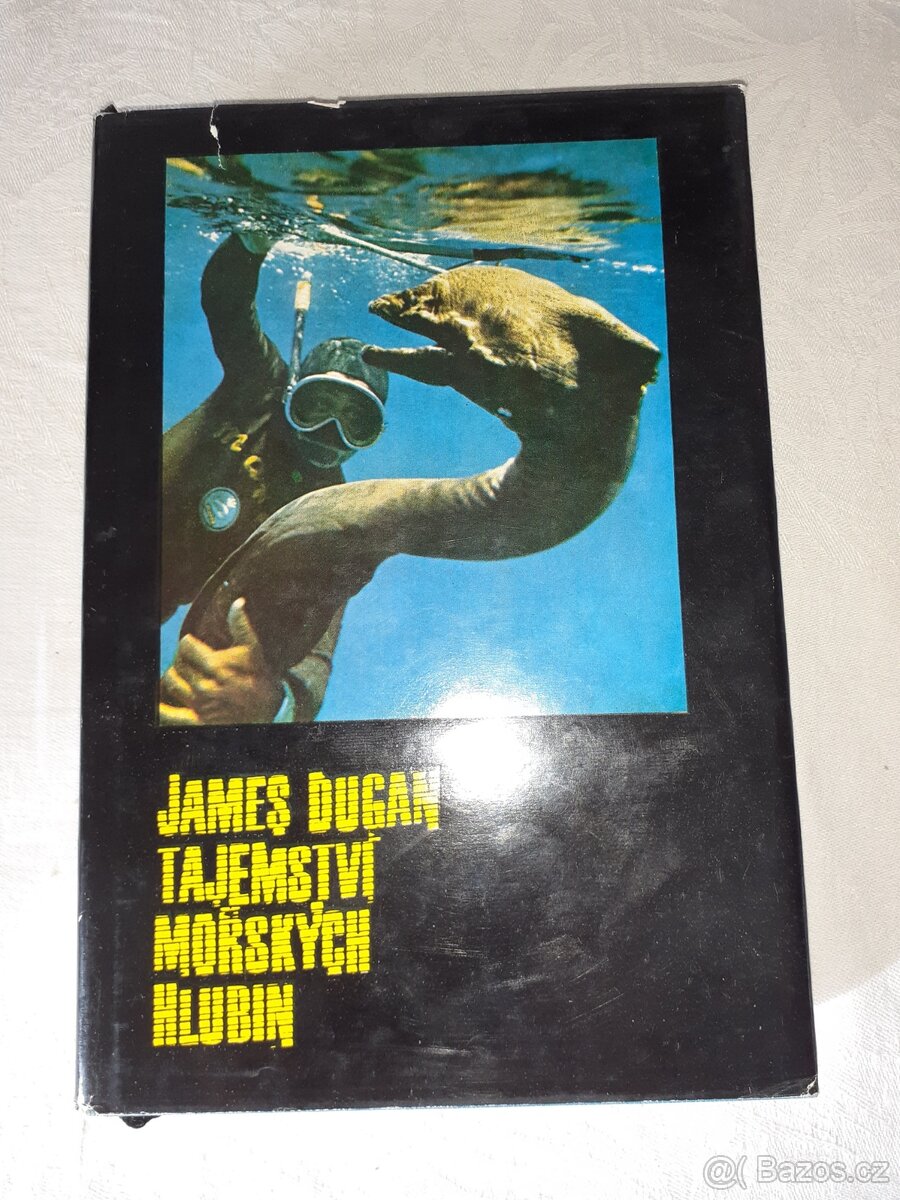 JAMES DUGAN
TAJEMSTVÍ
MOŘSKÝCH
HLUBIN
@( Bazos.cz